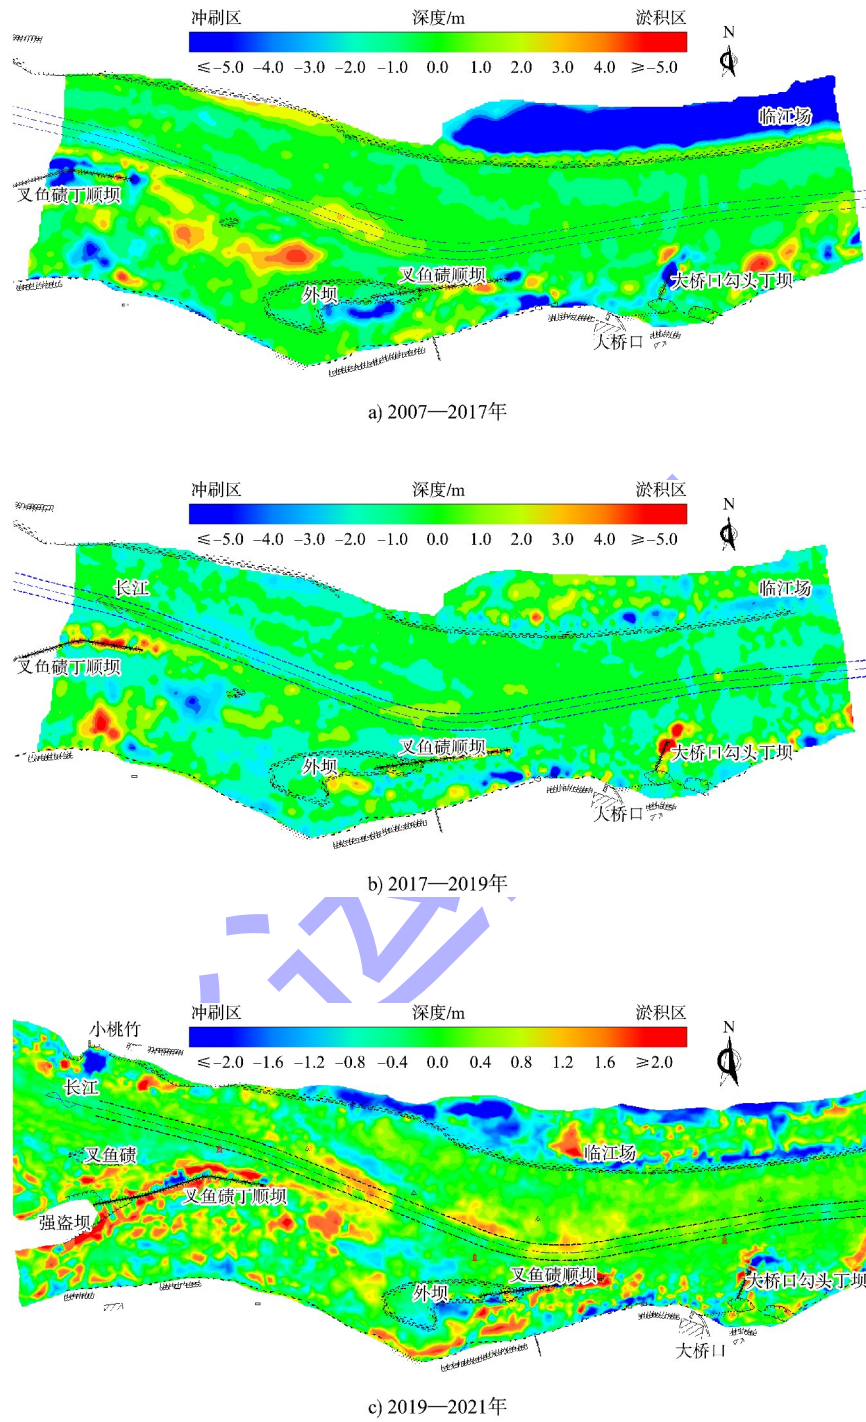 冲刷区 深度/m 淤积区
N
≤-5.0 -4.0 -3.0 -2.0 -1.0 0.0 1.0 2.0 3.0 4.0 ≥-5.0
临江场
叉鱼碛丁顺坝
叉鱼碛顺坝
大桥口勾头丁坝
外坝
大桥口
a) 2007—2017年
冲刷区 深度/m 淤积区
N
≤-5.0 -4.0 -3.0 -2.0 -1.0 0.0 1.0 2.0 3.0 4.0 ≥-5.0
长江
临江场
叉鱼碛丁顺坝
叉鱼碛顺坝
大桥口勾头丁坝
外坝
大桥口
b) 2017—2019年
冲刷区 深度/m 淤积区
小桃竹
N
≤-2.0 -1.6 -1.2 -0.8 -0.4 0.0 0.4 0.8 1.2 1.6 ≥2.0
长江
叉鱼碛
临江场
叉鱼碛丁顺坝
强盗坝
叉鱼碛顺坝
大桥口勾头丁坝
外坝
大桥口
c) 2019—2021年